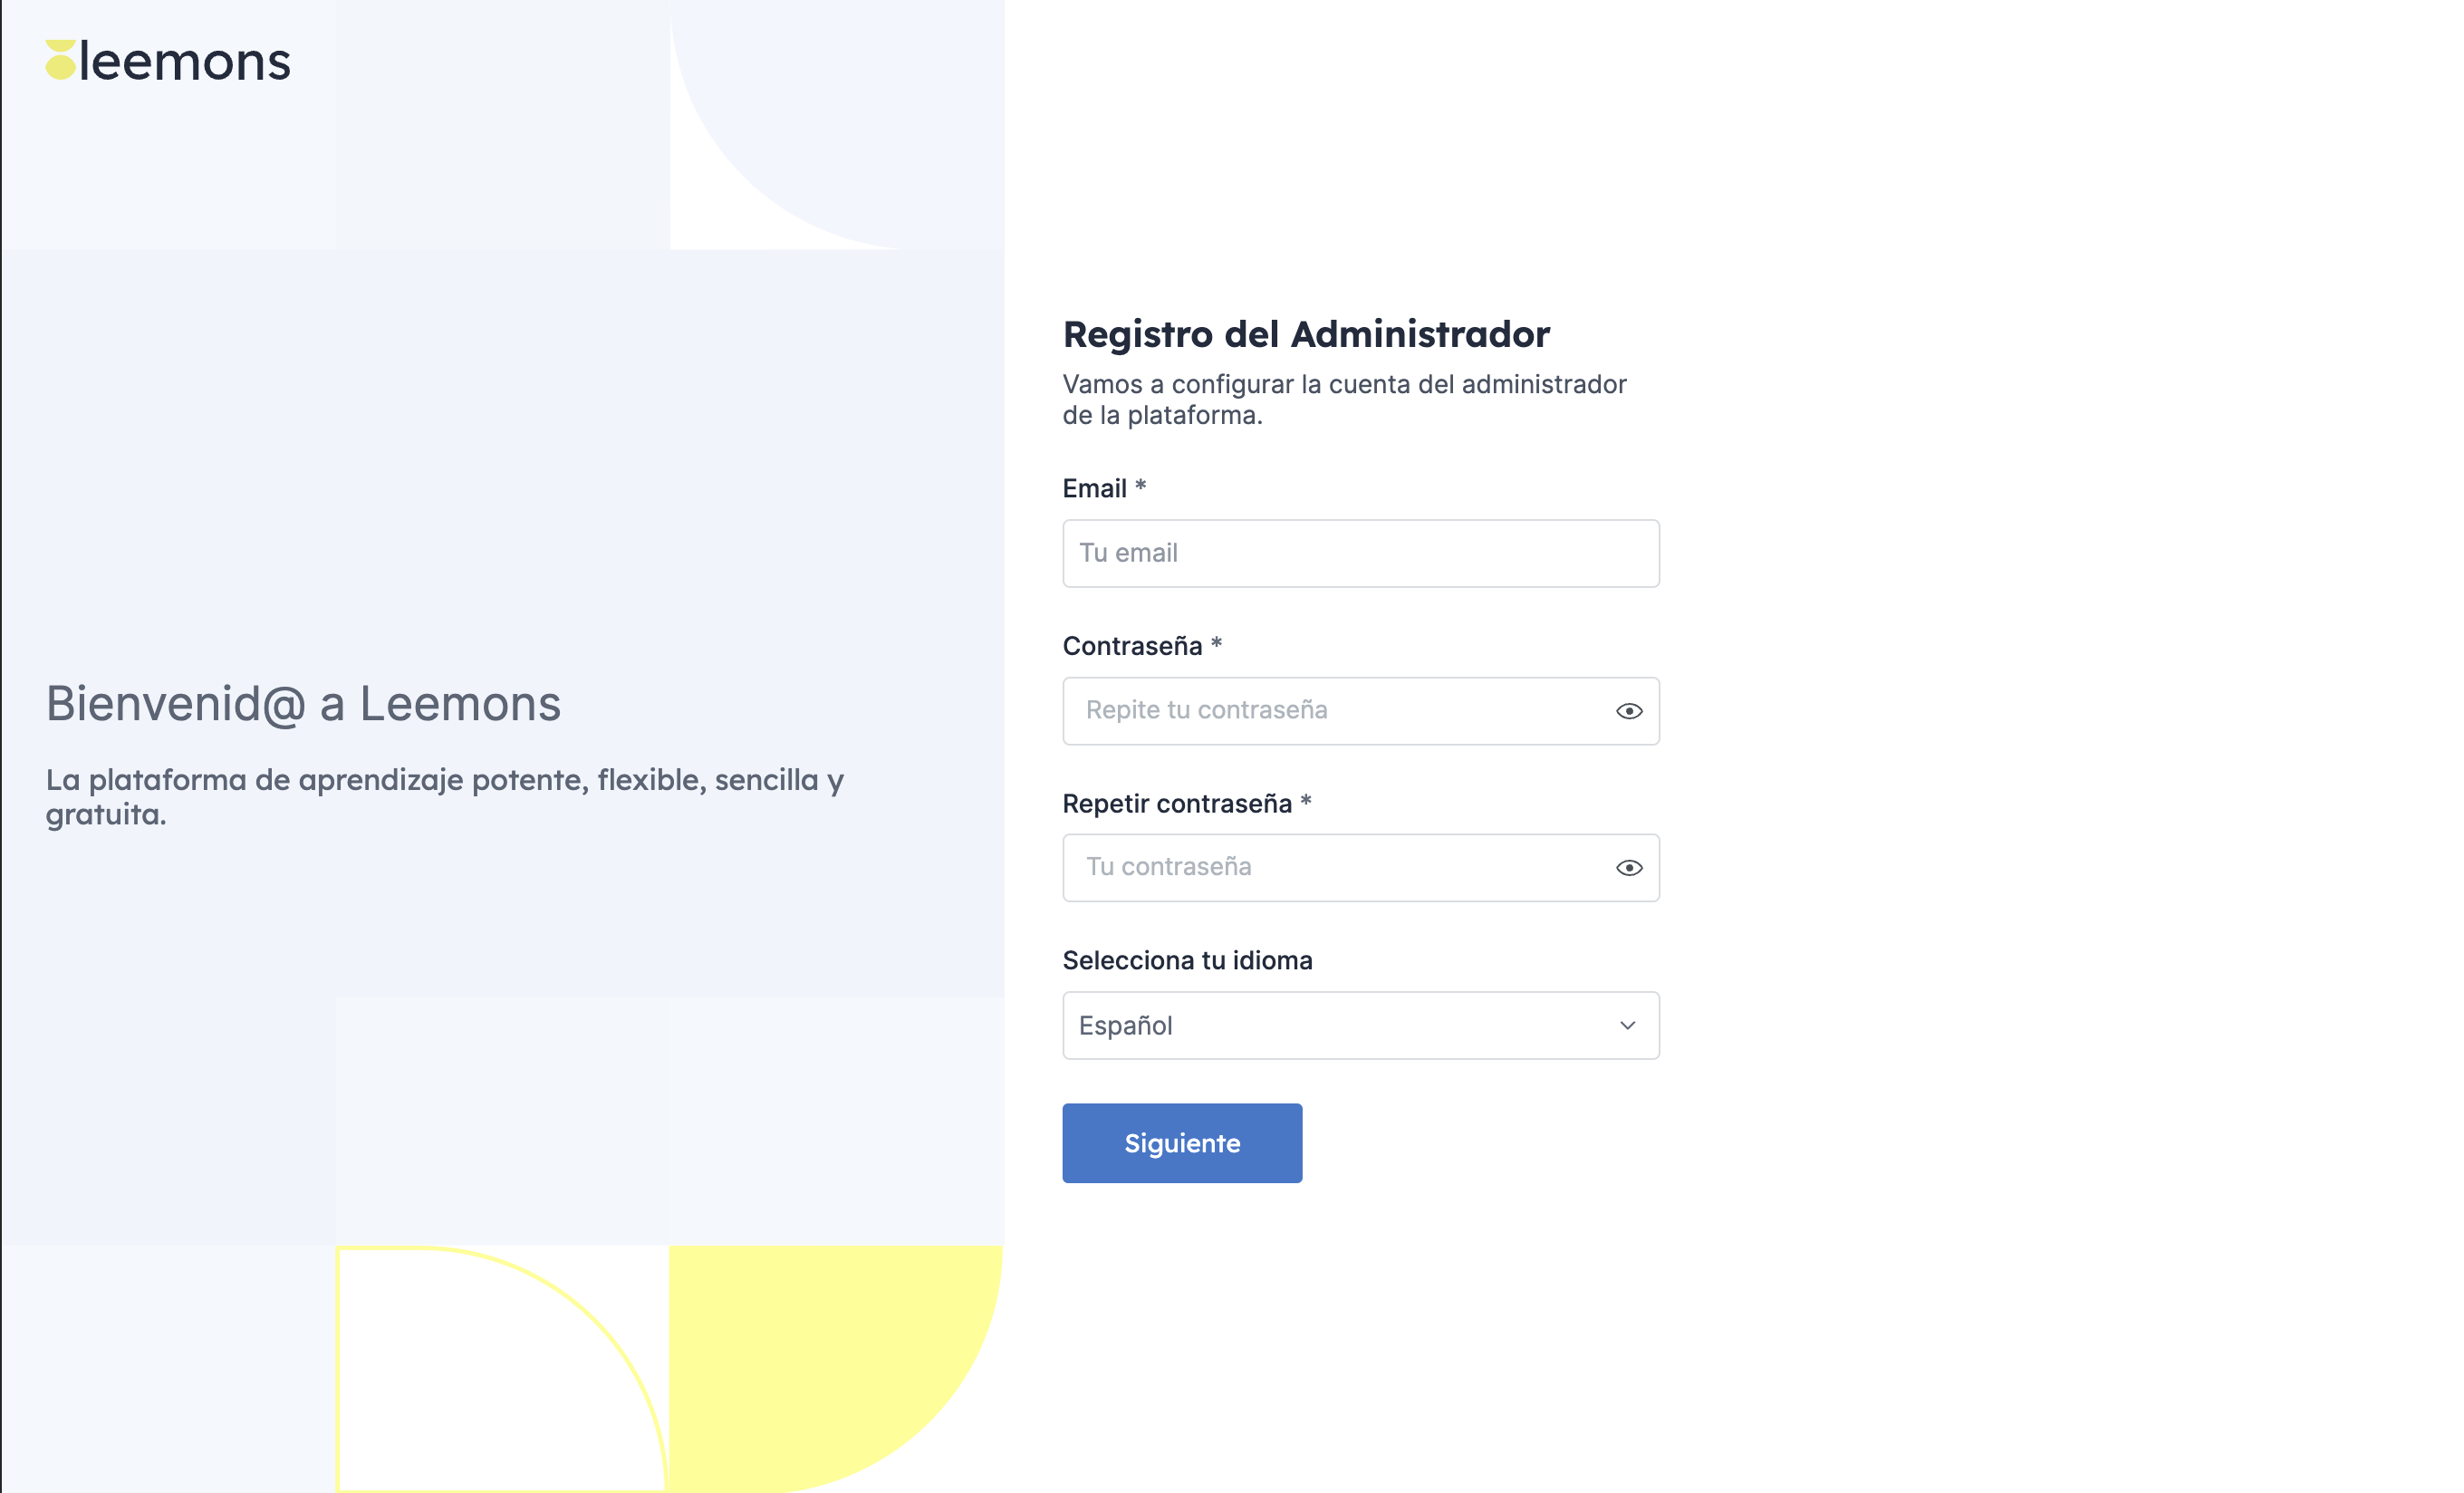 leemons
Bienvenid@ a Leemons
La plataforma de aprendizaje potente, flexible, sencilla y
gratuita.
Registro del Administrador
Vamos a configurar la cuenta del administrador
de la plataforma.
Email *
Tu email
Contraseña *
Repite tu contraseña
Repetir contraseña *
Tu contraseña
Selecciona tu idioma
Español
Siguiente